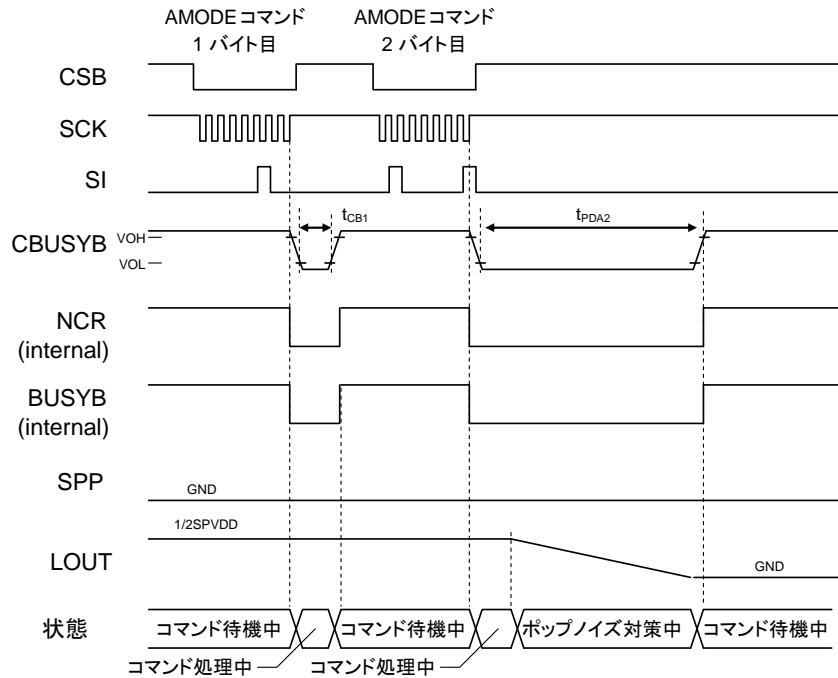 AMODEコマンド
1 バイト目
AMODEコマンド
2 バイト目
CSB
SCK
SI
tCB1
tPDA2
CBUSYB
VOH
VOL
NCR
(internal)
BUSYB
(internal)
SPP
GND
1/2SPVDD
LOUT
GND
状態
コマンド待機中
コマンド待機中
ポップノイズ対策中
コマンド待機中
コマンド処理中
コマンド処理中